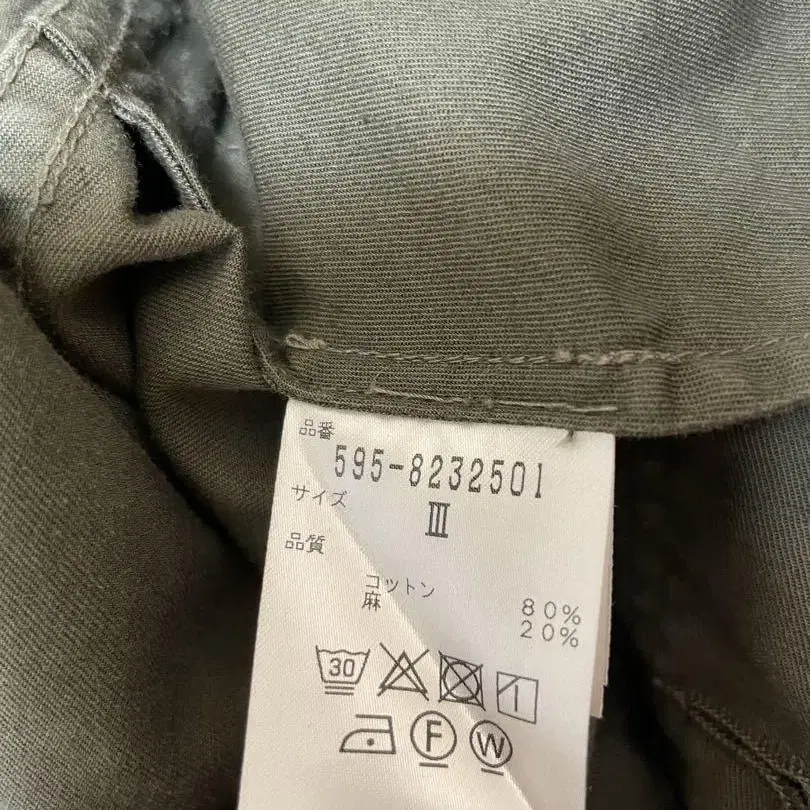 品番
595-8232501
サイズ
Ⅲ
品質
コットン 80%
麻 20%
30
F W